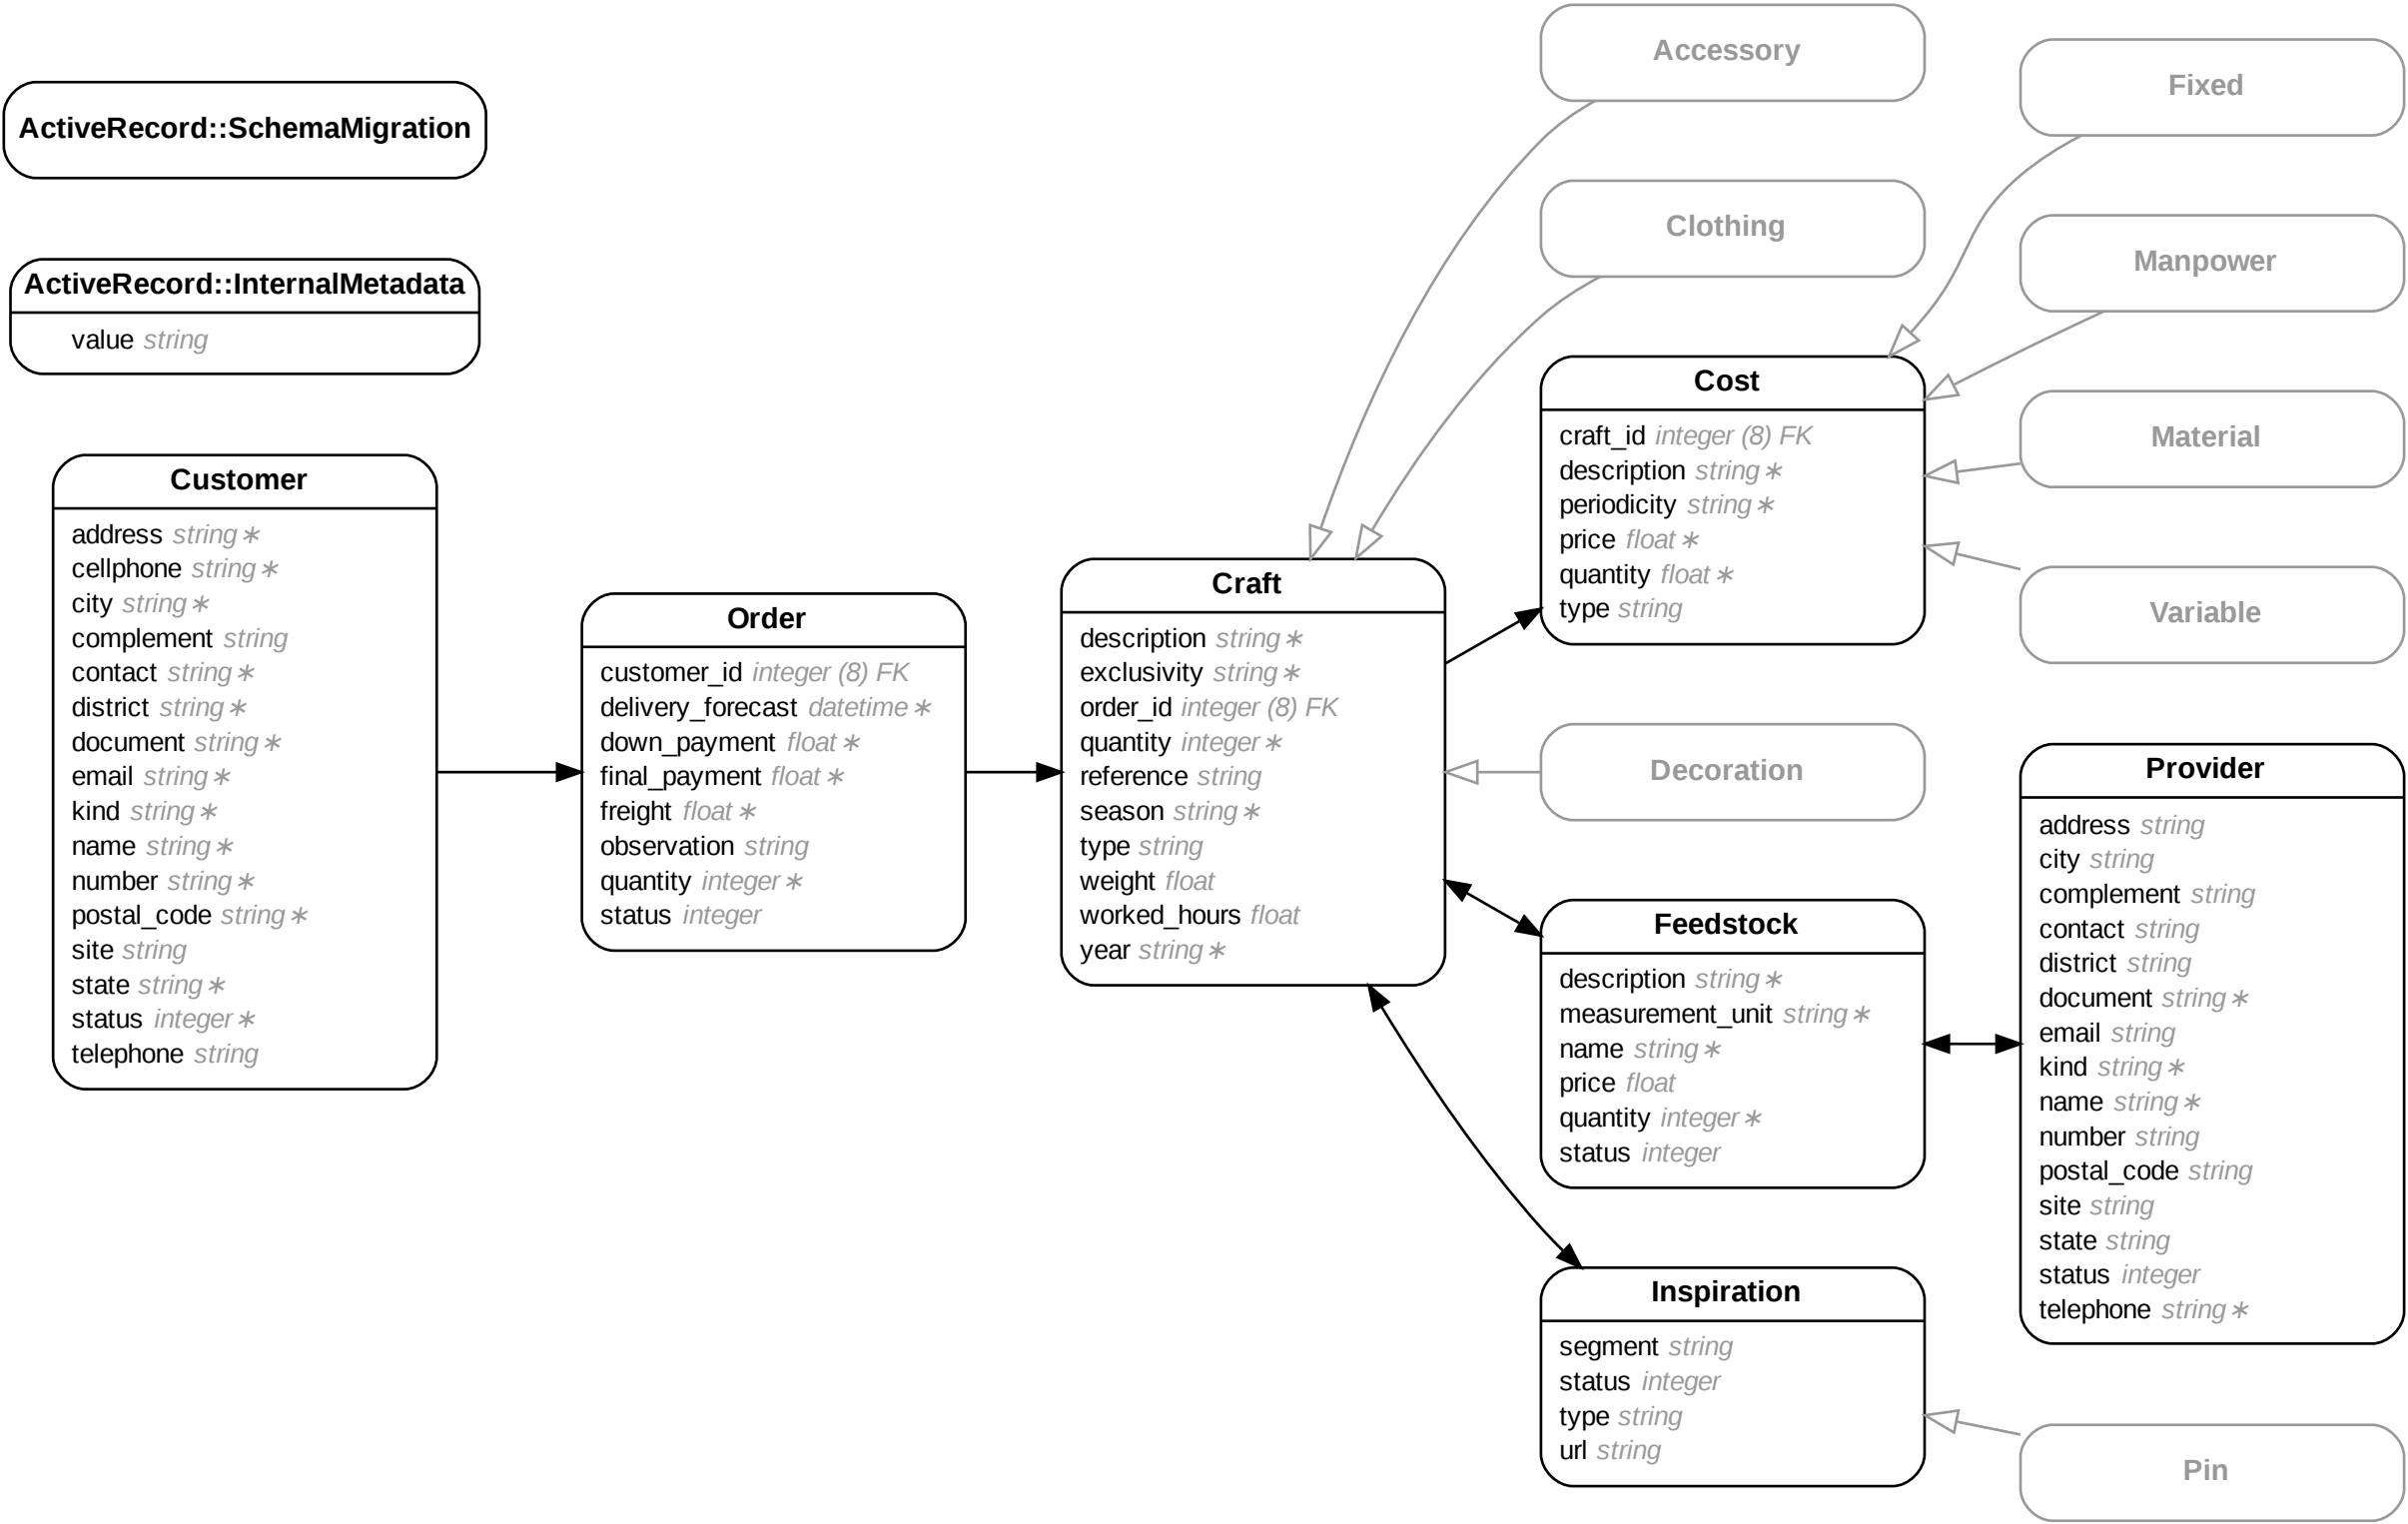 ActiveRecord::SchemaMigration
ActiveRecord::InternalMetadata
value string
Customer
address string∗
cellphone string∗
city string∗
complement string
contact string∗
district string∗
document string∗
email string∗
kind string∗
name string∗
number string∗
postal_code string∗
site string
state string∗
status integer∗
telephone string
Order
customer_id integer (8) FK
delivery_forecast datetime∗
down_payment float∗
final_payment float∗
freight float∗
observation string
quantity integer∗
status integer
Craft
description string∗
exclusivity string∗
order_id integer (8) FK
quantity integer∗
reference string
season string∗
type string
weight float
worked_hours float
year string∗
Accessory
Clothing
Cost
craft_id integer (8) FK
description string∗
periodicity string∗
price float∗
quantity float∗
type string
Decoration
Feedstock
description string∗
measurement_unit string∗
name string∗
price float
quantity integer∗
status integer
Inspiration
segment string
status integer
type string
url string
Fixed
Manpower
Material
Variable
Provider
address string
city string
complement string
contact string
district string
document string∗
email string
kind string∗
name string∗
number string
postal_code string
site string
state string
status integer
telephone string∗
Pin